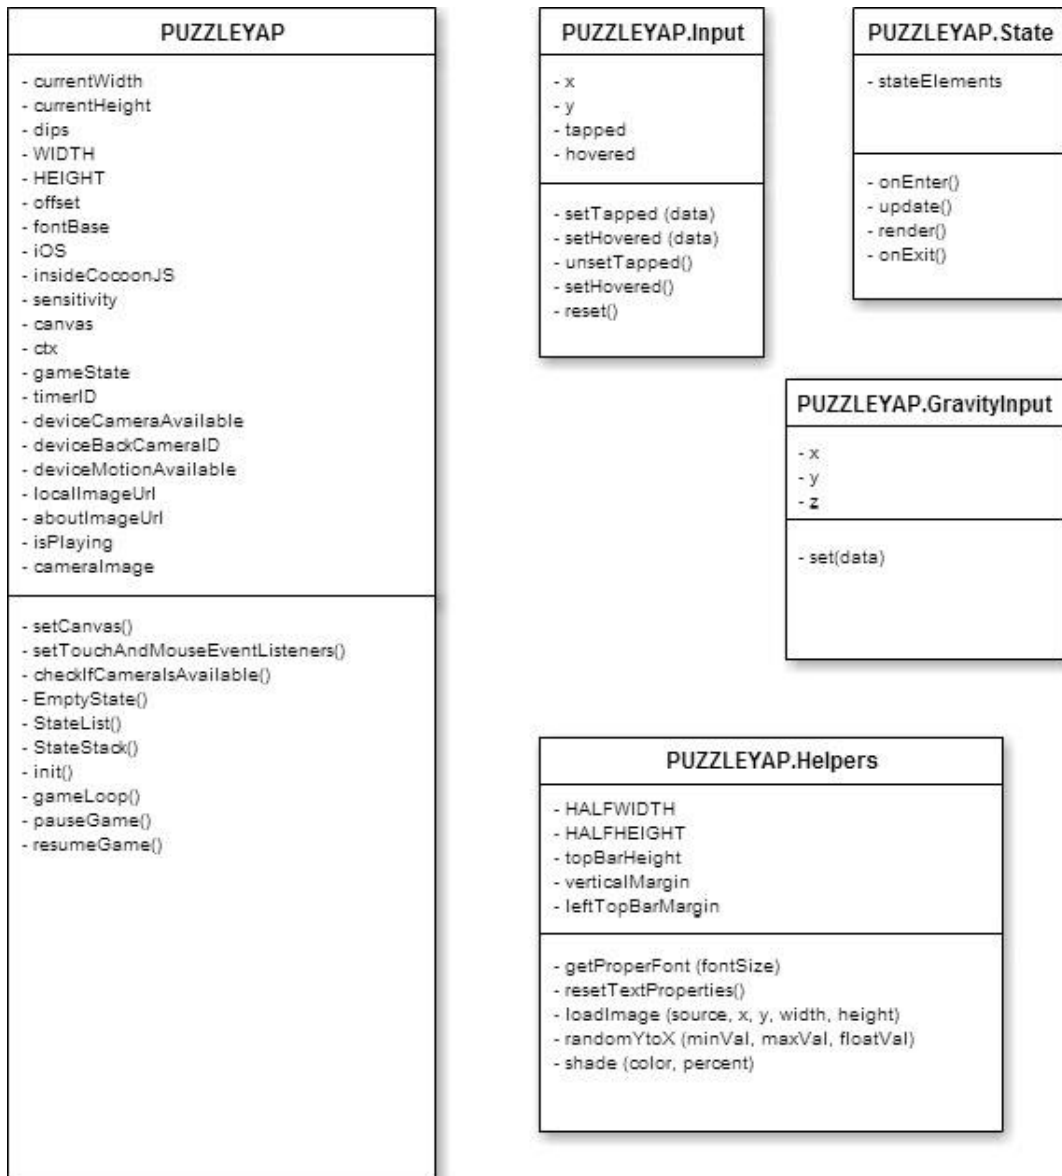 PUZZLEYAP
- currentWidth
- currentHeight
- dips
- WIDTH
- HEIGHT
- offset
- fontBase
- iOS
- insideCocoonJS
- sensitivity
- canvas
- ctx
- gameState
- timerID
- deviceCameraAvailable
- deviceBackCameraID
- deviceMotionAvailable
- localImageUrl
- aboutImageUrl
- isPlaying
- cameraImage
- setCanvas()
- setTouchAndMouseEventListeners()
- checkIfCameraIsAvailable()
- EmptyState()
- StateList()
- StateStack()
- init()
- gameLoop()
- pauseGame()
- resumeGame()
PUZZLEYAP.Input
- x
- y
- tapped
- hovered
- setTapped (data)
- setHovered (data)
- unsetTapped()
- setHovered()
- reset()
PUZZLEYAP.State
- stateElements
- onEnter()
- update()
- render()
- onExit()
PUZZLEYAP.GravityInput
- x
- y
- z
- set(data)
PUZZLEYAP.Helpers
- HALFWIDTH
- HALFHEIGHT
- topBarHeight
- verticalMargin
- leftTopBarMargin
- getProperFont (fontSize)
- resetTextProperties()
- loadImage (source, x, y, width, height)
- randomYtoX (minVal, maxVal, floatVal)
- shade (color, percent)